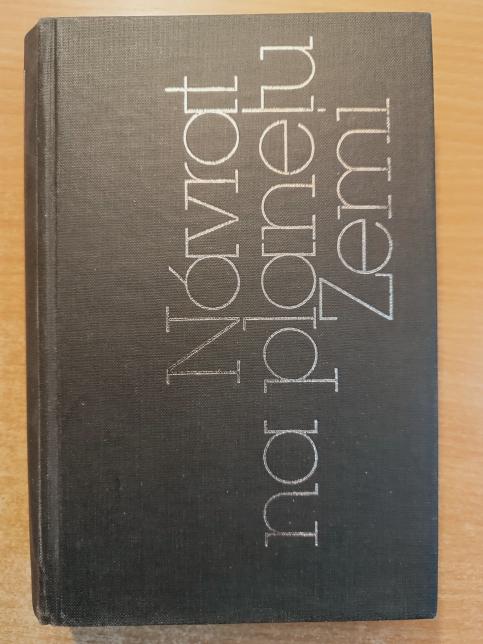 Návrat
na planetu
Zemi